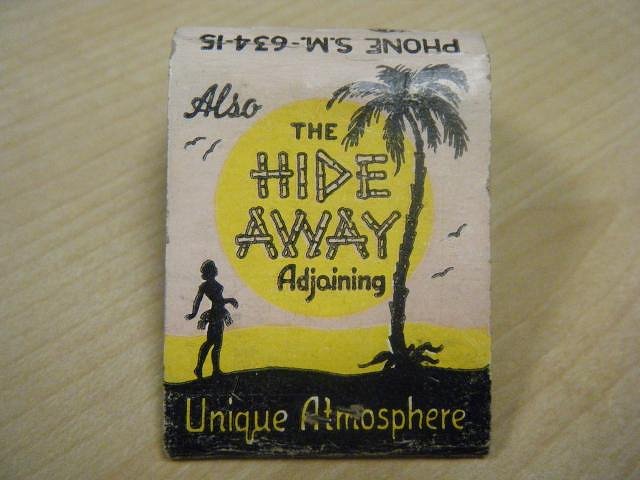 PHONE S.M.-634-15
Also
THE
HIDE
AWAY
Adjoining
Unique Atmosphere